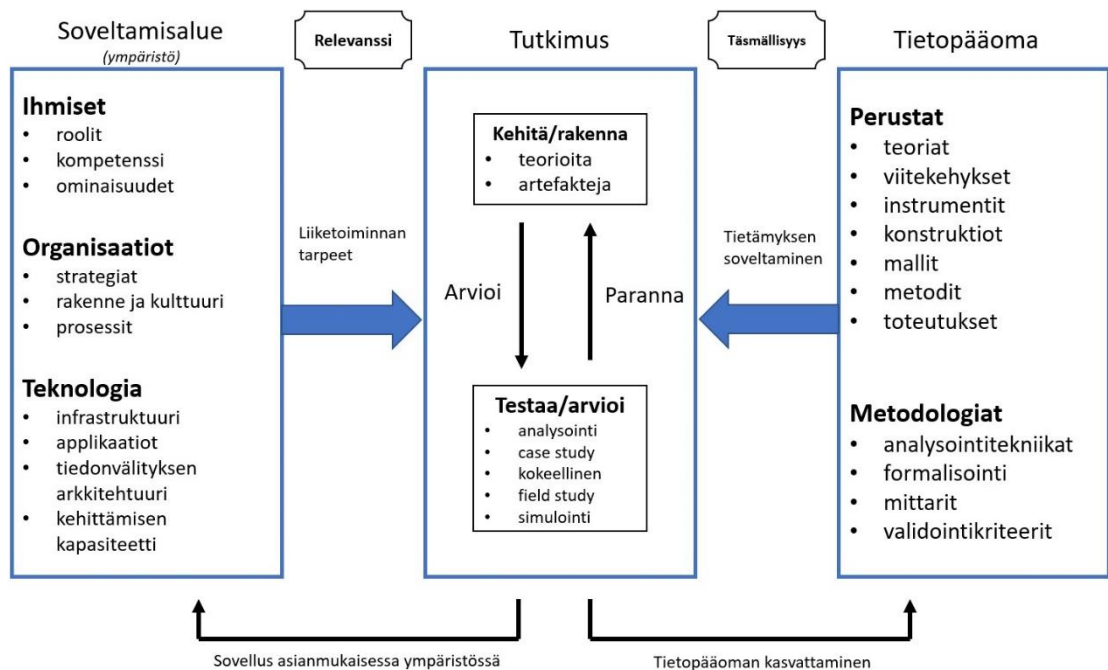 Soveltamisalue
(ympäristö)
Relevanssi
Tutkimus
Täsmällisyys
Tietopääoma
Ihmiset
• roolit
• kompetenssi
• ominaisuudet
Organisaatiot
• strategiat
• rakenne ja kulttuuri
• prosessit
Teknologia
• infrastruktuuri
• applikaatiot
• tiedonvälityksen
arkkitehtuuri
• kehittämisen
kapasiteetti
Liiketoiminnan
tarpeet
Kehitä/rakenna
• teorioita
• artefakteja
Arvioi
Paranna
Testaa/arvioi
• analysointi
• case study
• kokeellinen
• field study
• simulointi
Tietämyksen
soveltaminen
Perustat
• teoriat
• viitekehykset
• instrumentit
• konstruktiot
• mallit
• metodit
• toteutukset
Metodologiat
• analysointitekniikat
• formalisointi
• mittarit
• validointikriteerit
Sovellus asianmukaisessa ympäristössä
Tietopääoman kasvattaminen